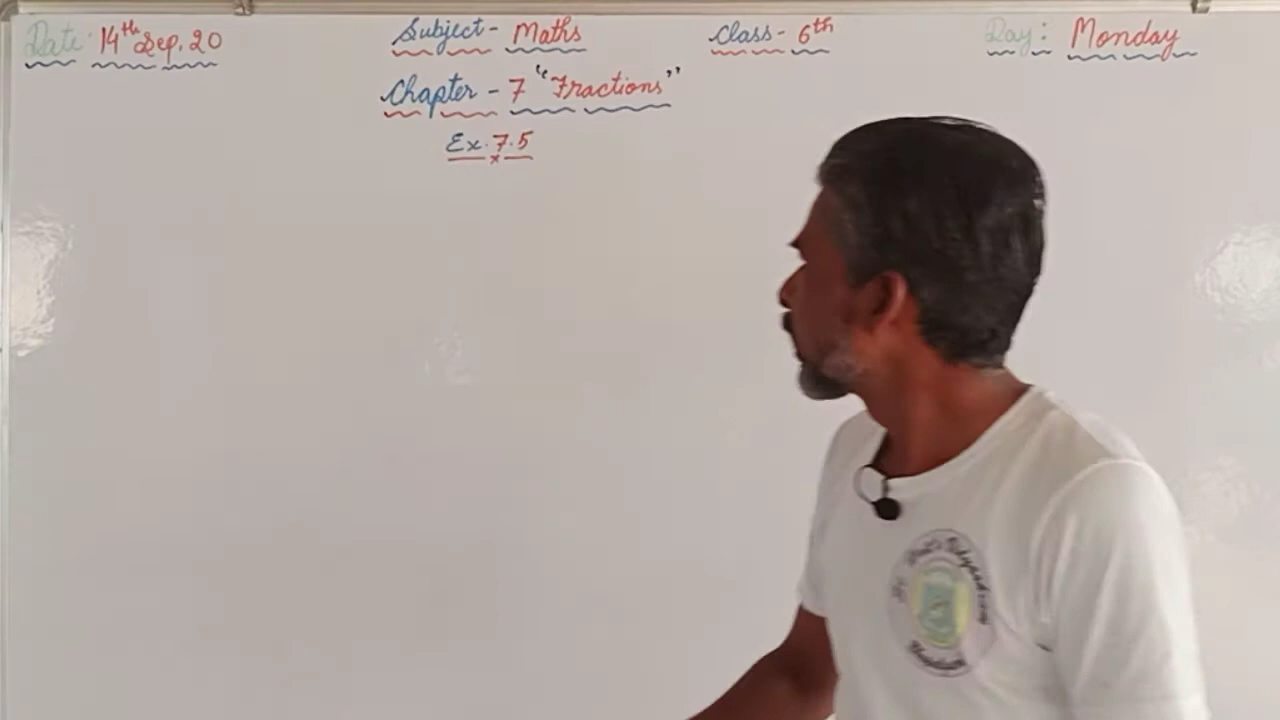 Date: 14th Sep. 20 Subject - Maths Class - 6th Day: Monday
Chapter - 7 "Fractions"
Ex. 7.5